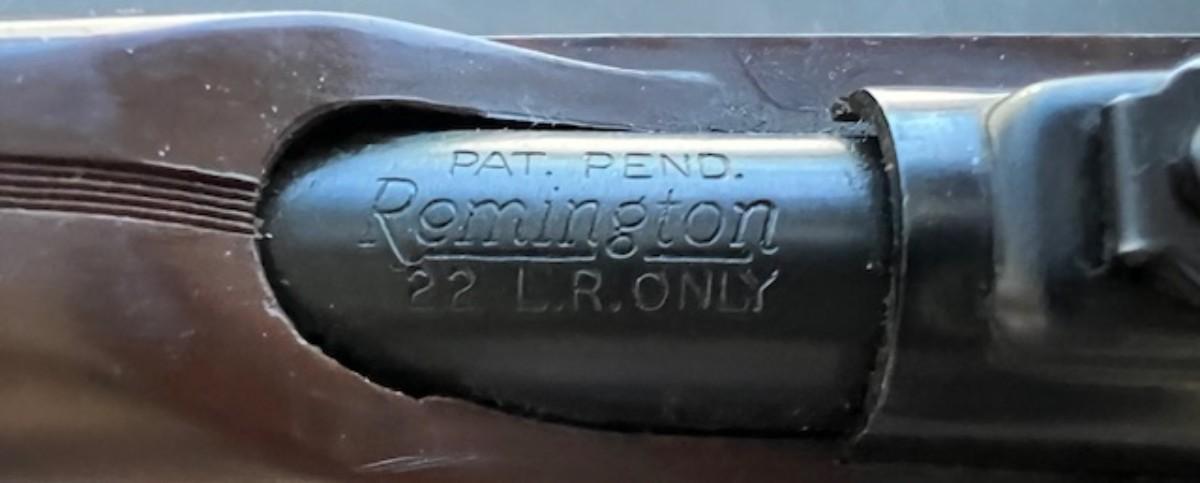 PAT. PEND.
Remington
22 L.R. ONLY